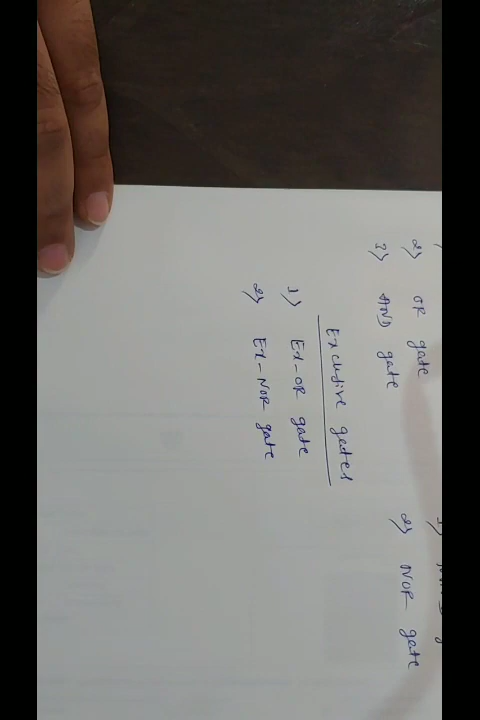 2) OR gate
3) AND gate
2) NOR gate
Exclusive gates
1) Ex-OR gate
2) Ex-NOR gate